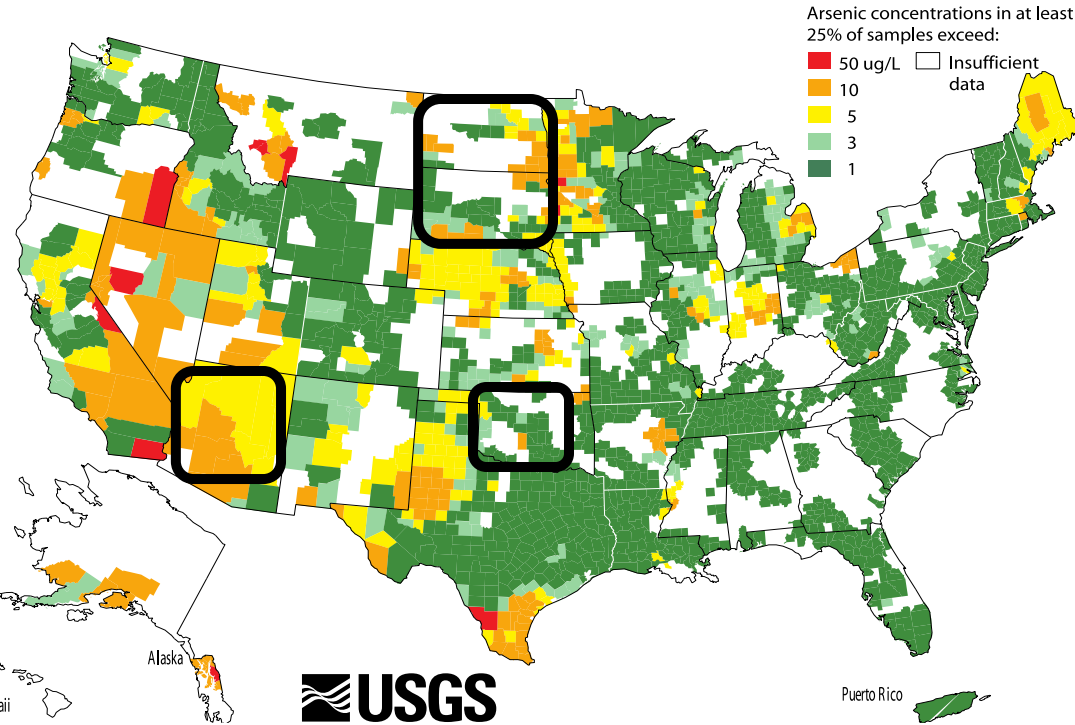 Arsenic concentrations in at least
25% of samples exceed:
50 ug/L Insufficient
data
10
5
3
1
Alaska
aii
USGS
Puerto Rico